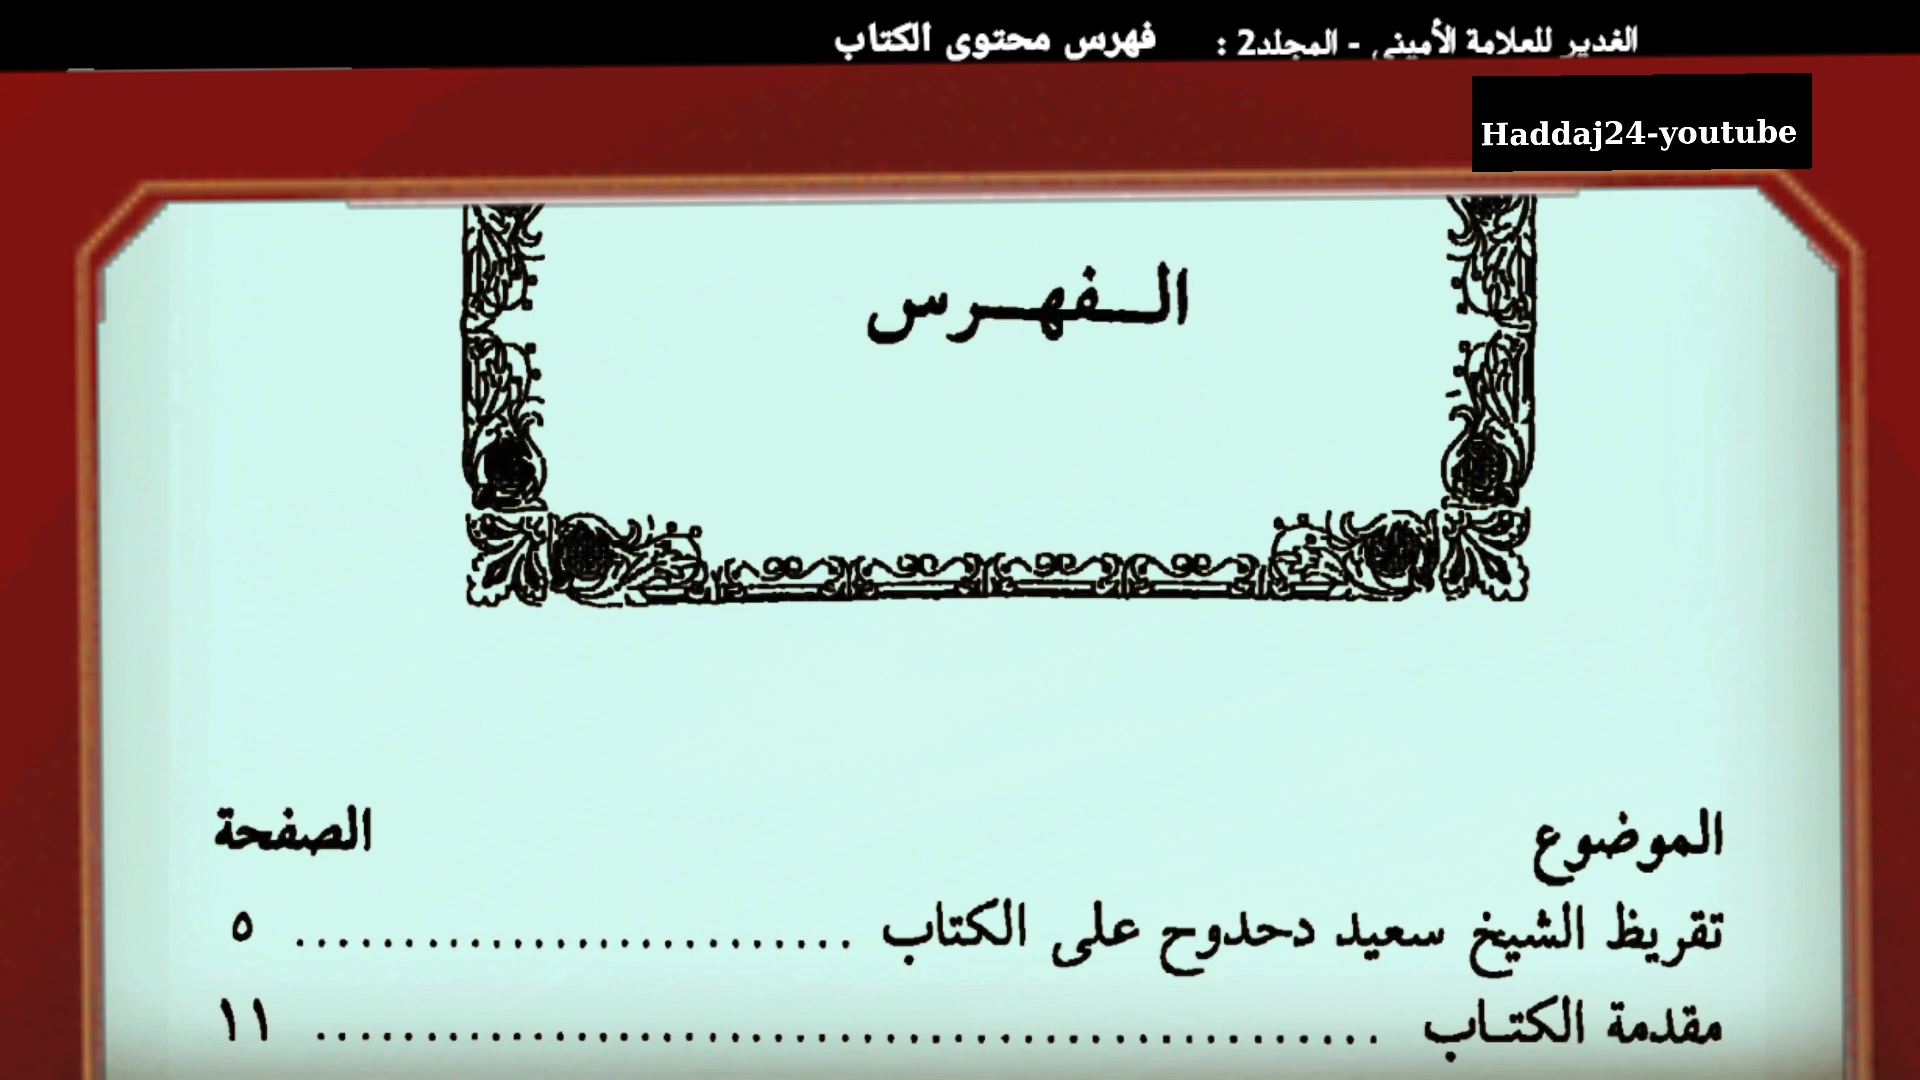 الغدير للعلامة الأميني - المجلد2 : فهرس محتوى الكتاب
Haddaj24-youtube
الفهرس
الموضوع الصفحة
تقريظ الشيخ سعيد دحدوح على الكتاب .......................... ٥
مقدمة الكتاب .................................................. ١١